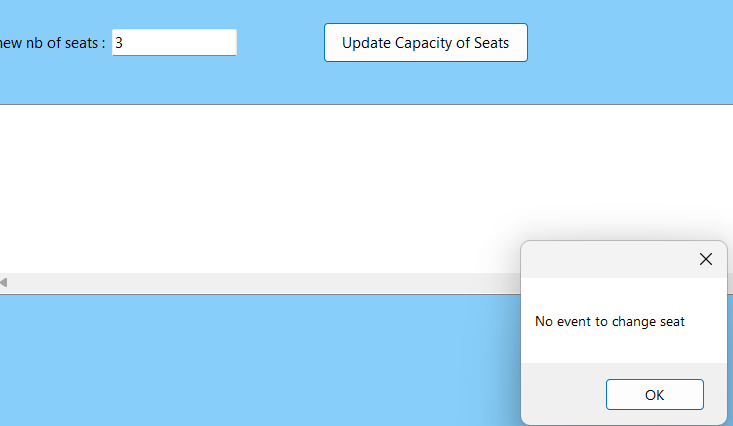 new nb of seats : 3
Update Capacity of Seats
No event to change seat
OK